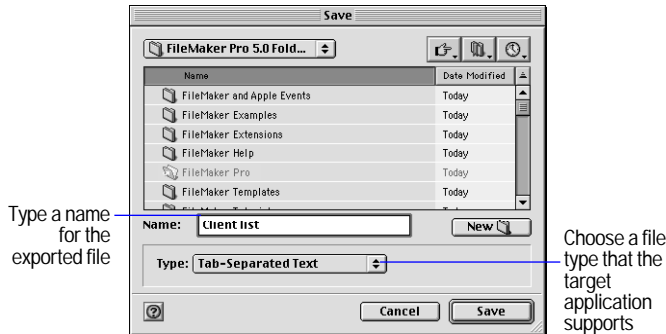 Save
FileMaker Pro 5.0 Fold...
Name Date Modified
FileMaker and Apple Events Today
FileMaker Examples Today
FileMaker Extensions Today
FileMaker Help Today
FileMaker Pro Today
FileMaker Templates Today
Type a name
for the
exported file
Name: Client list New
Type: Tab-Separated Text
Choose a file
type that the
target
application
supports
? Cancel Save